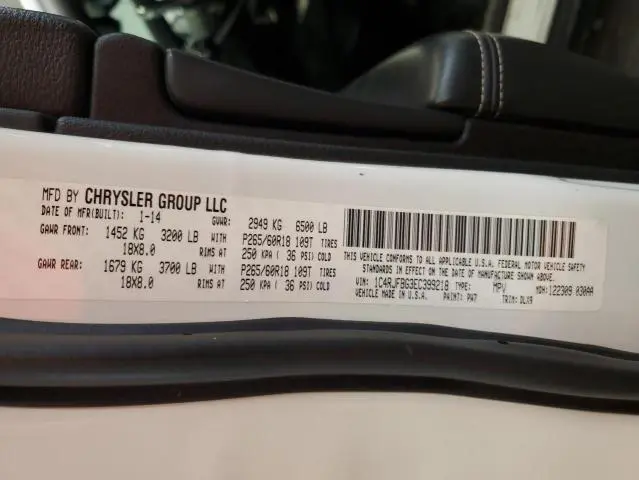 MFD BY CHRYSLER GROUP LLC
DATE OF MFR(BUILT): 1-14 GVWR: 2949 KG 6500 LB
GAWR FRONT: 1452 KG 3200 LB WITH P265/60R18 109T TIRES
18X8.0 RIMS AT 250 KPA ( 36 PSI) COLD
GAWR REAR: 1679 KG 3700 LB WITH P265/60R18 109T TIRES
18X8.0 RIMS AT 250 KPA ( 36 PSI) COLD
THIS VEHICLE CONFORMS TO ALL APPLICABLE U.S.A. FEDERAL MOTOR VEHICLE SAFETY
STANDARDS IN EFFECT ON THE DATE OF MANUFACTURE SHOWN ABOVE.
VIN: 1C4RJFBG3EC399218 TYPE: MPV MDH: 122309 030AA
VEHICLE MADE IN U.S.A. PAINT: PW7 TRIM: DLX9